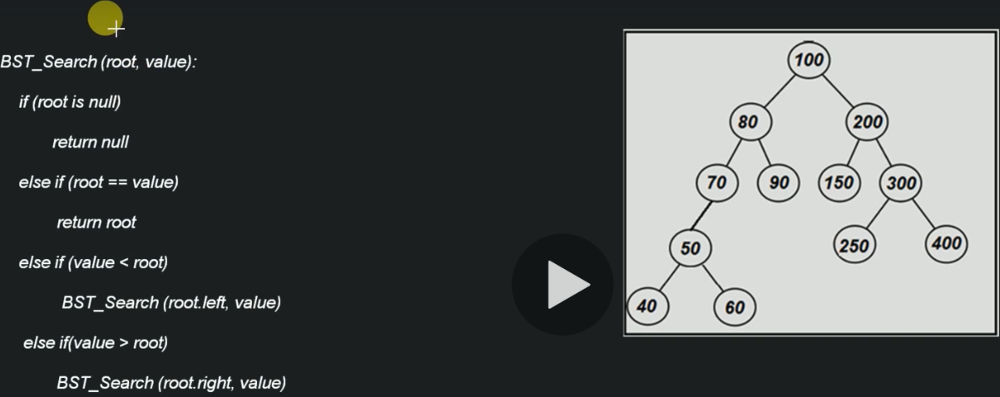 BST_Search (root, value):
if (root is null)
return null
else if (root == value)
return root
else if (value < root)
BST_Search (root.left, value)
else if(value > root)
BST_Search (root.right, value)
100
80
200
70
90
150
300
50
250
400
40
60